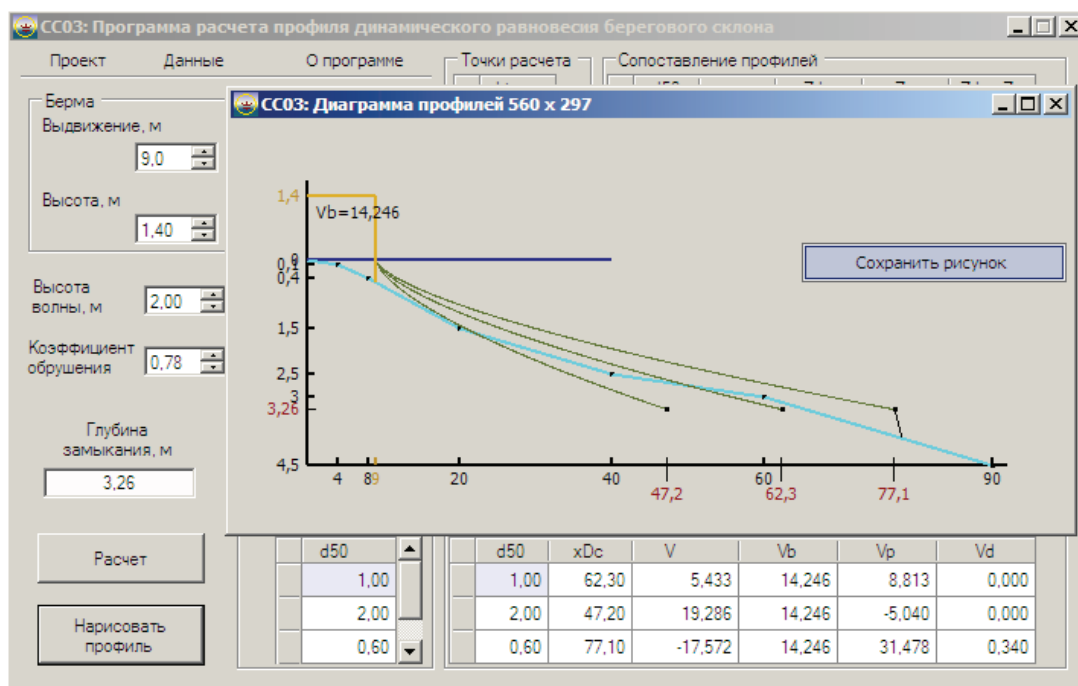 СС03: Программа расчета профиля динамического равновесия берегового склона
Проект Данные О программе Точки расчета Сопоставление профилей
Берма
Выдвижение, м
9,0
Высота, м
1,40
Высота волны, м
2,00
Коэффициент обрушения
0,78
Глубина замыкания, м
3,26
Расчет
Нарисовать профиль
СС03: Диаграмма профилей 560 x 297
Сохранить рисунок
1,4
Vb=14,246
0
0,1
0,4
1,5
2,5
3
3,26
4,5
4 8 9 20 40 60 90
47,2 62,3 77,1
d50 d50 xDc V Vb Vp Vd
1,00 1,00 62,30 5,433 14,246 8,813 0,000
2,00 2,00 47,20 19,286 14,246 -5,040 0,000
0,60 0,60 77,10 -17,572 14,246 31,478 0,340